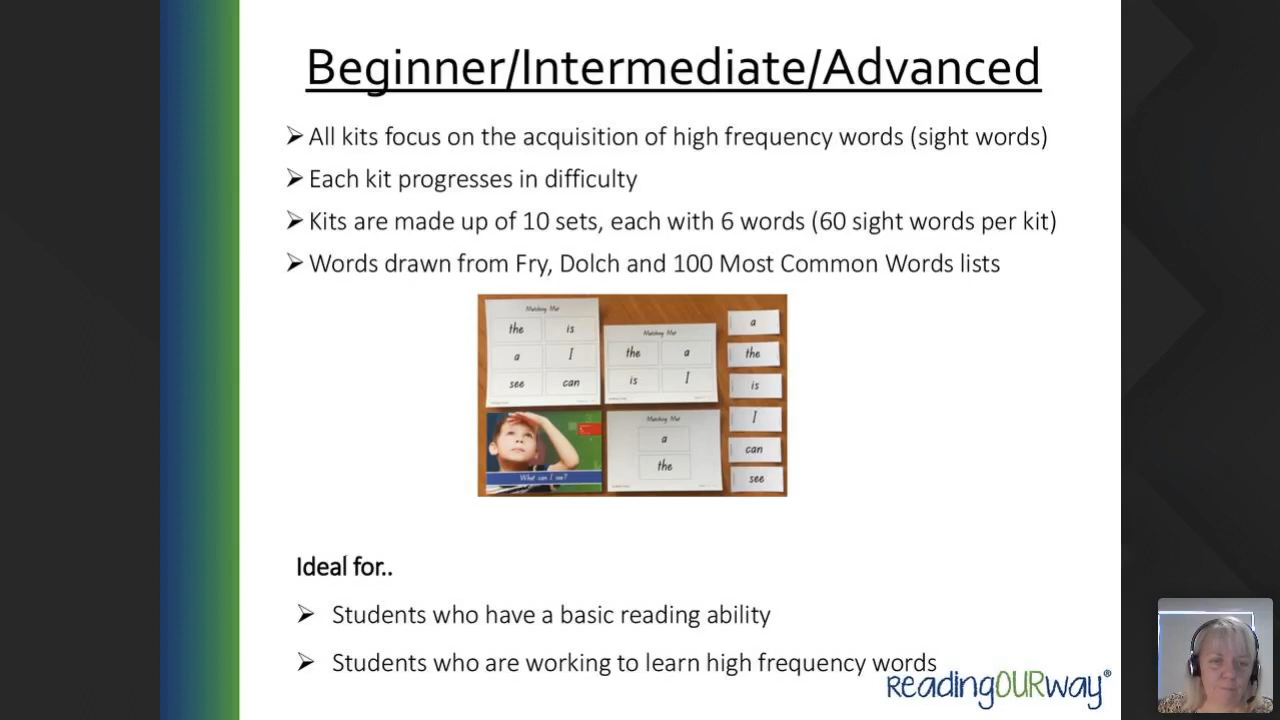 Beginner/Intermediate/Advanced
All kits focus on the acquisition of high frequency words (sight words)
Each kit progresses in difficulty
Kits are made up of 10 sets, each with 6 words (60 sight words per kit)
Words drawn from Fry, Dolch and 100 Most Common Words lists
Matching Mat
the is
a I
see can
Matching Mat
the a
is I
What can I see?
Matching Mat
a
the
a
the
is
I
can
see
Ideal for..
Students who have a basic reading ability
Students who are working to learn high frequency words
readingOURway®